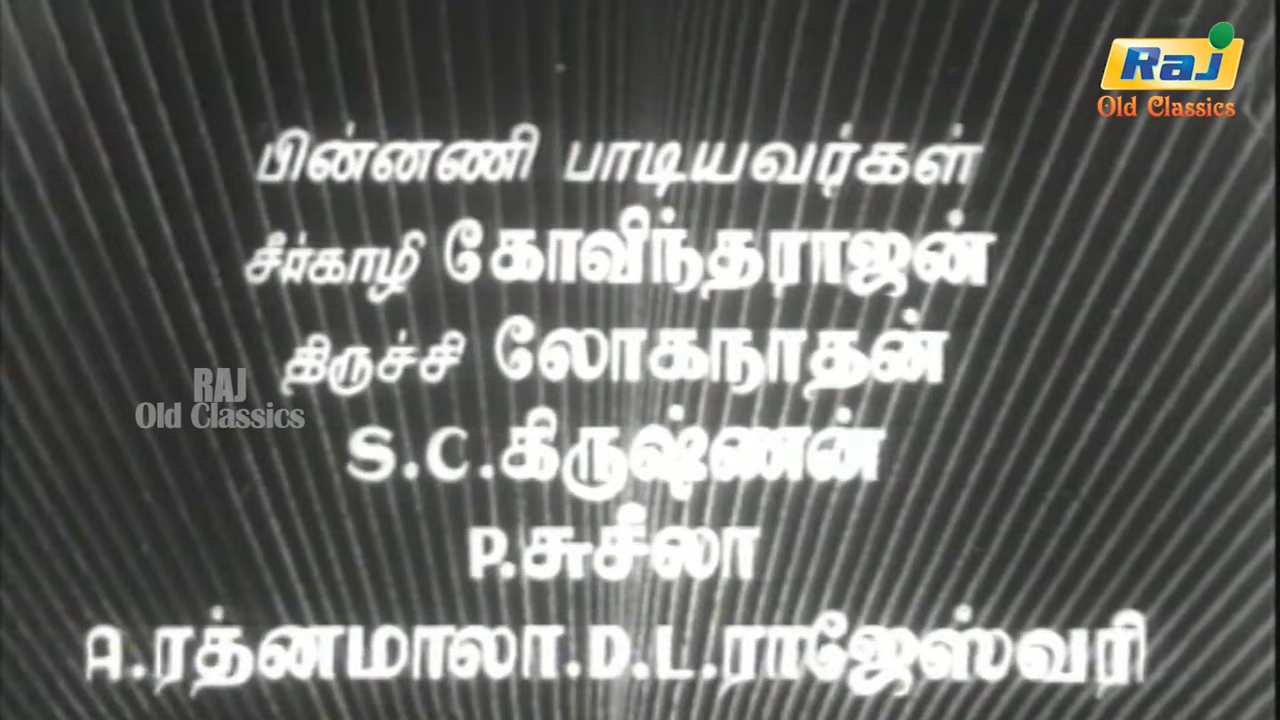 Raj
Old Classics
பின்னணி பாடியவர்கள்
சீர்காழி கோவிந்தராஜன்
திருச்சி லோகநாதன்
RAJ
Old Classics
S.C.கிருஷ்ணன்
P.சுசீலா
A.ரத்னமாலா.D.L.ராஜேஸ்வரி